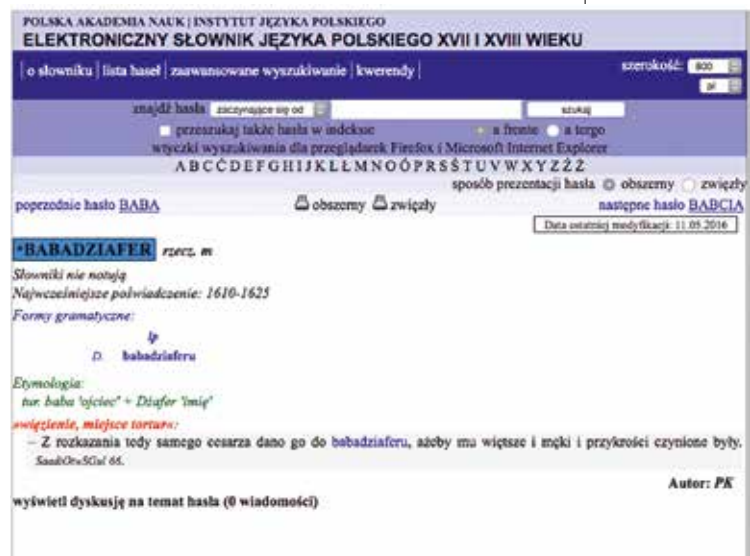 POLSKA AKADEMIA NAUK | INSTYTUT JĘZYKA POLSKIEGO
ELEKTRONICZNY SŁOWNIK JĘZYKA POLSKIEGO XVII I XVIII WIEKU
| o słowniku | lista haseł | zaawansowane wyszukiwanie | kwerendy | szerokość: 800
pl
znajdź hasła zaczynające się od szukaj
przeszukaj także hasła w indeksie a fronte a tergo
wtyczki wyszukiwania dla przeglądarek Firefox i Microsoft Internet Explorer
A B C Ć D E F G H I J K L Ł M N O Ó P R S Ś T U V W X Y Z Ź Ż
sposób prezentacji hasła obszerny zwięzły
poprzednie hasło BABA obszerny zwięzły następne hasło BABCIA
Data ostatniej modyfikacji: 11.05.2016
*BABADZIAFER rzecz. m
Słowniki nie notują
Najwcześniejsze poświadczenie: 1610-1625
Formy gramatyczne:
lp
D. babadziaferu
Etymologia:
tur. baba 'ojciec' + Dżafer 'imię'
»więzienie, miejsce tortur«:
– Z rozkazania tedy samego cesarza dano go do babadziaferu, ażeby mu więtsze i męki i przykrości czynione były.
SaadiOtwSGul 66.
Autor: PK
wyświetl dyskusję na temat hasła (0 wiadomości)